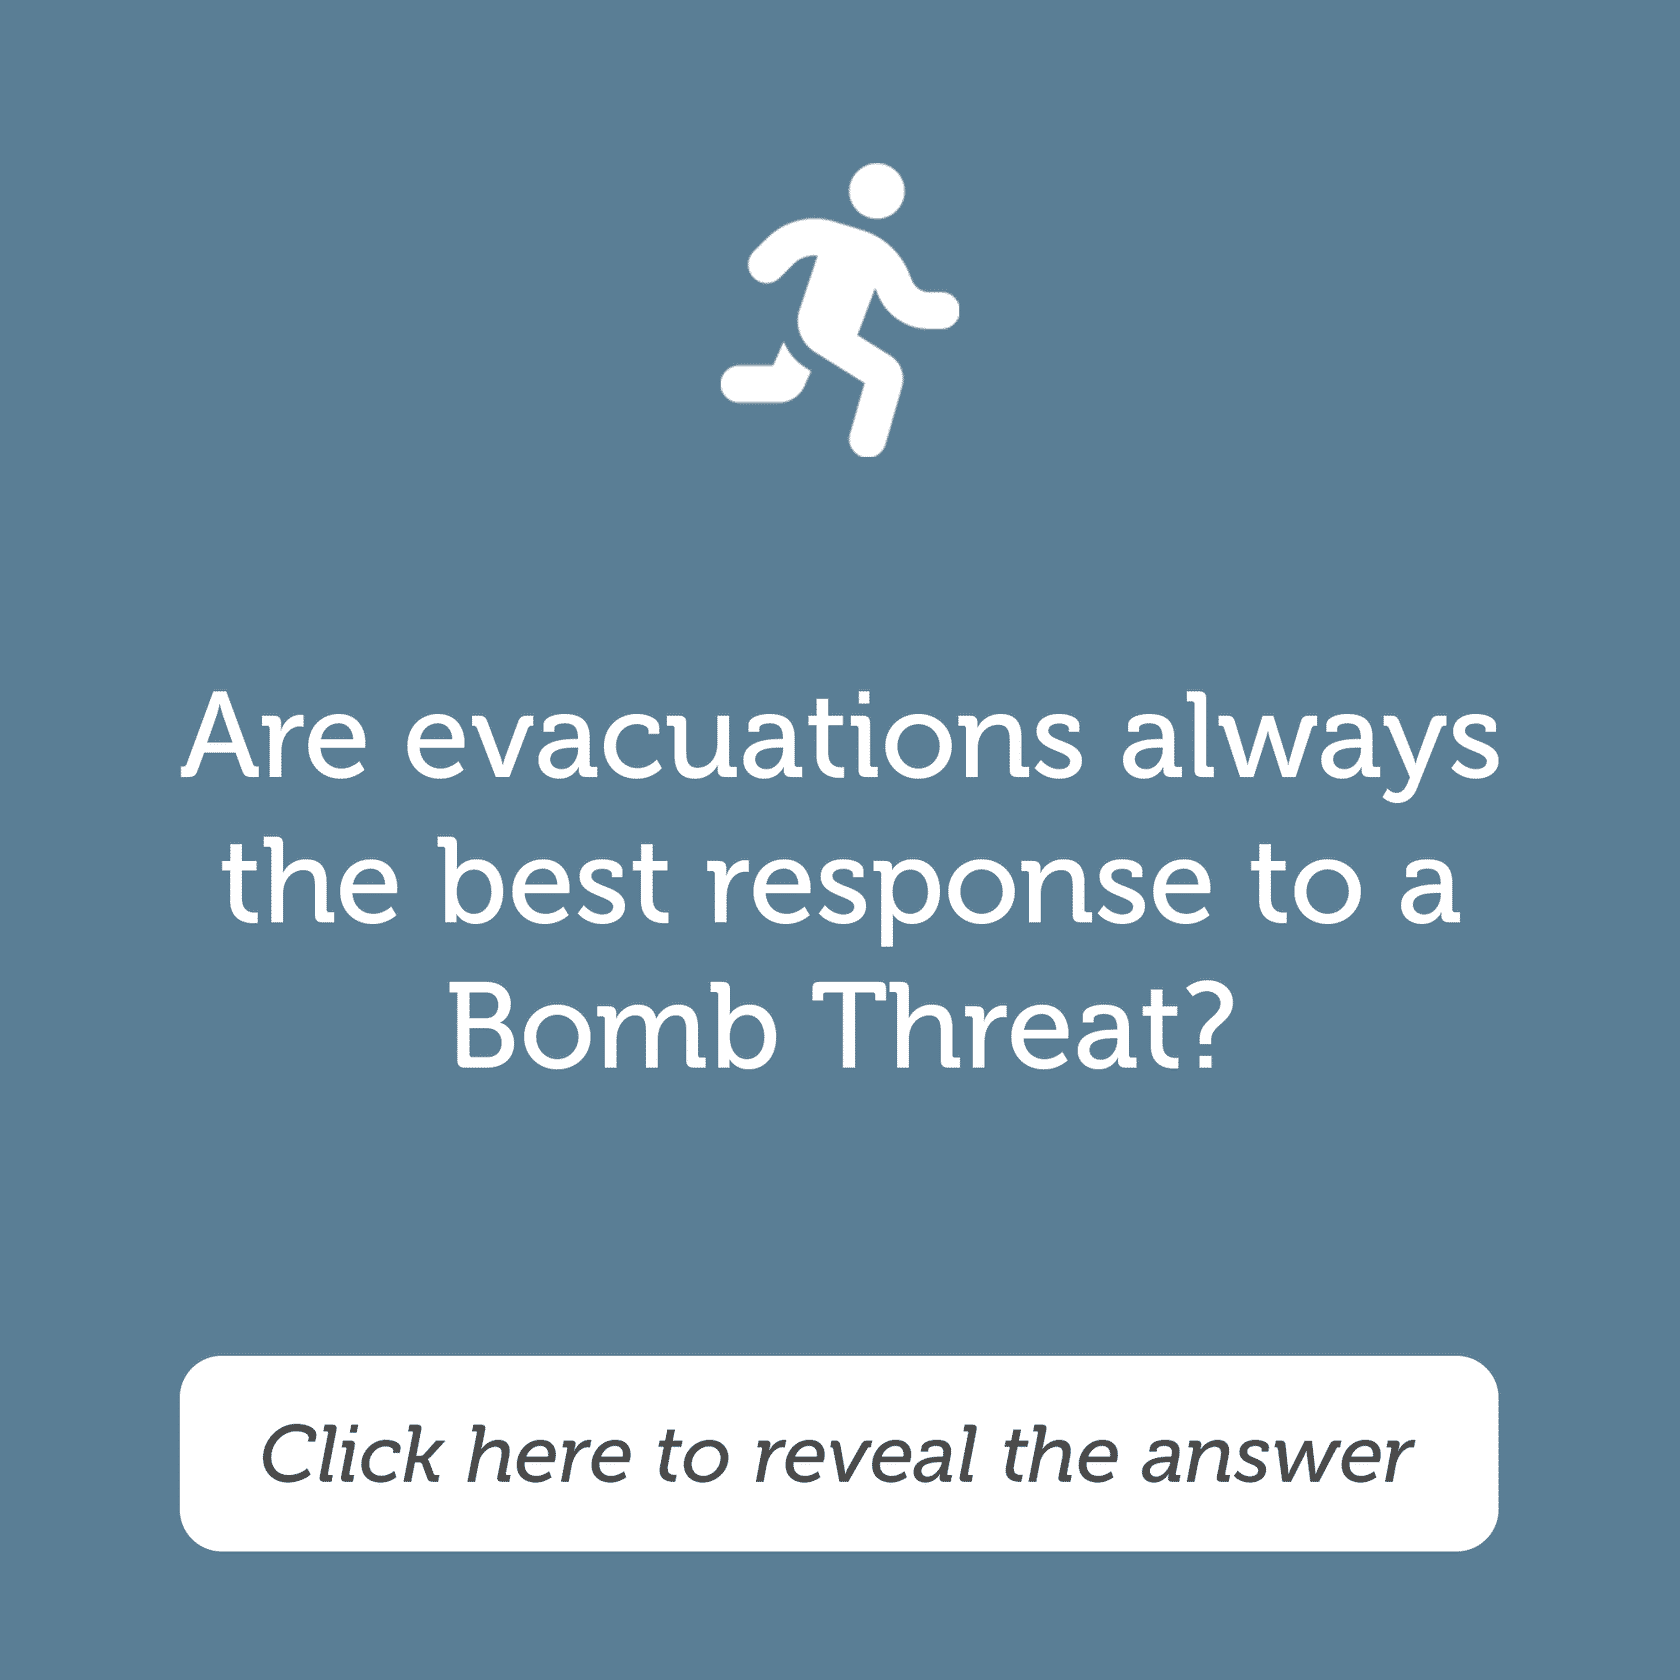 Are evacuations always
the best response to a
Bomb Threat?
Click here to reveal the answer